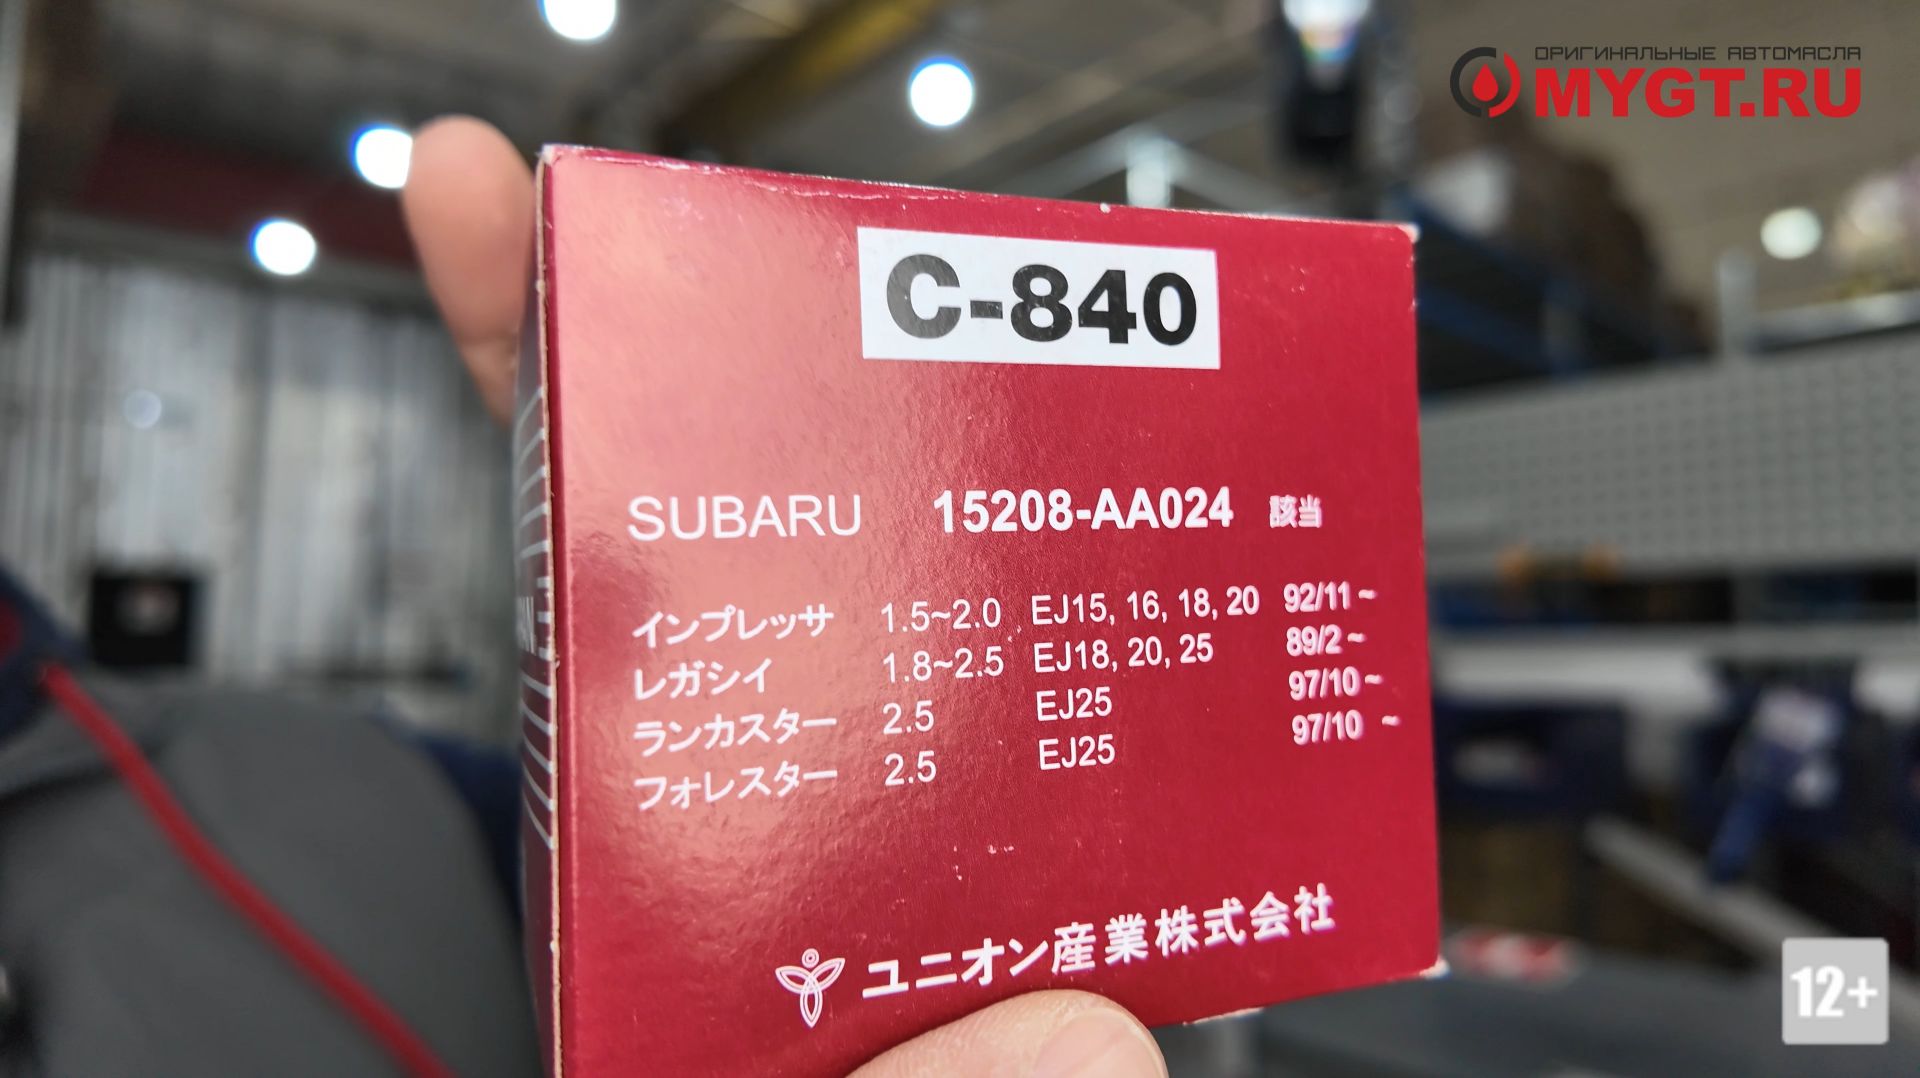 ОРИГИНАЛЬНЫЕ АВТОМАСЛА
MYGT.RU
C-840
SUBARU 15208-AA024 該当
インプレッサ 1.5~2.0 EJ15, 16, 18, 20 92/11~
レガシイ 1.8~2.5 EJ18, 20, 25 89/2~
ランカスター 2.5 EJ25 97/10~
フォレスター 2.5 EJ25 97/10 ~
ユニオン産業株式会社
12+